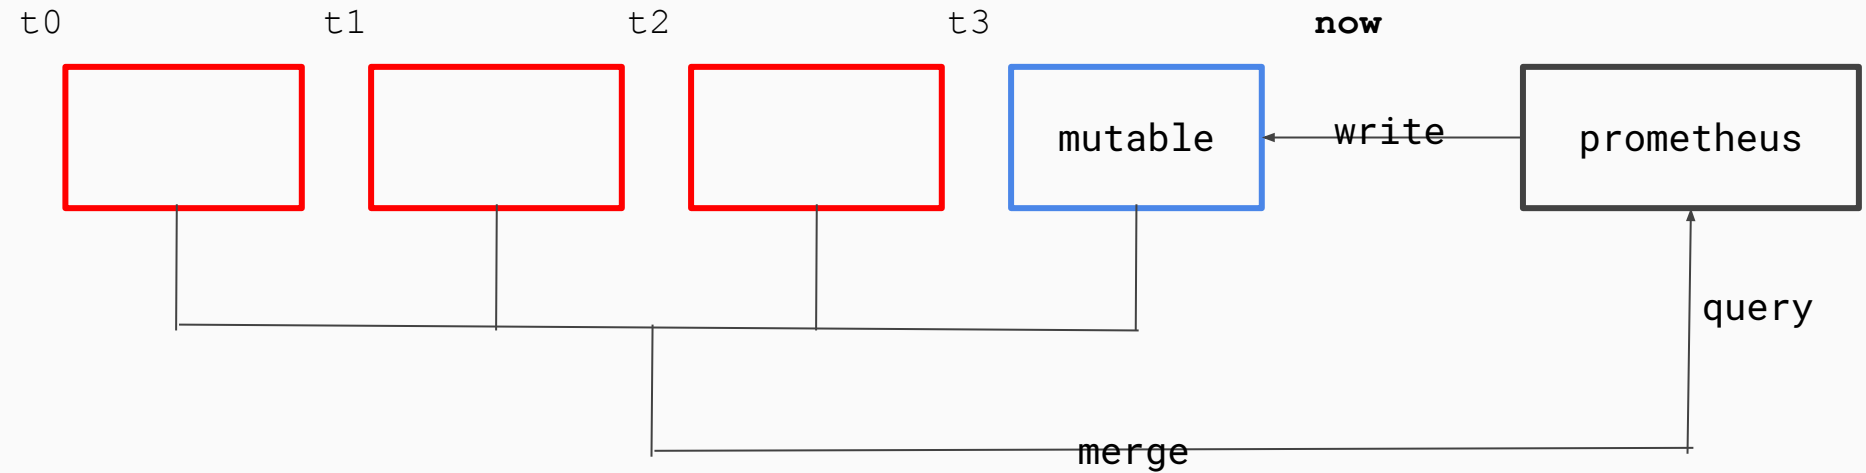 t0 t1 t2 t3 now
mutable write prometheus
query
merge